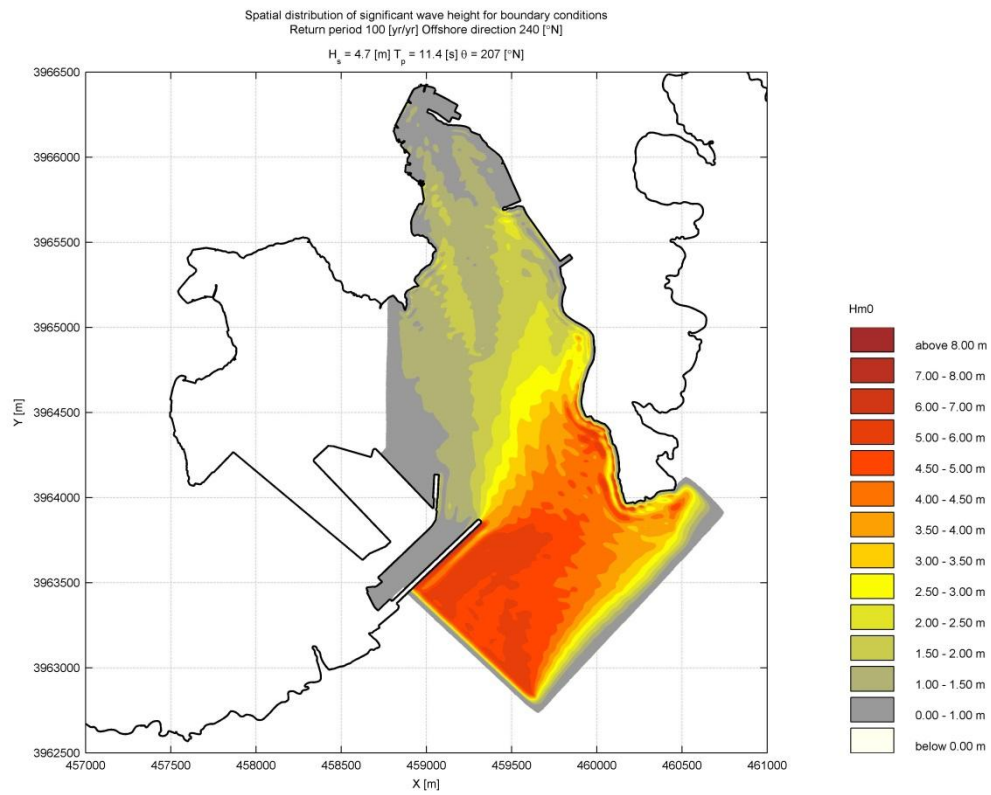 Spatial distribution of significant wave height for boundary conditions
Return period 100 [yr/yr] Offshore direction 240 [°N]
H_s = 4.7 [m] T_p = 11.4 [s] θ = 207 [°N]
3966500
3966000
3965500
3965000
3964500
3964000
3963500
3963000
3962500
Y [m]
457000 457500 458000 458500 459000 459500 460000 460500 461000
X [m]
Hm0
above 8.00 m
7.00 - 8.00 m
6.00 - 7.00 m
5.00 - 6.00 m
4.50 - 5.00 m
4.00 - 4.50 m
3.50 - 4.00 m
3.00 - 3.50 m
2.50 - 3.00 m
2.00 - 2.50 m
1.50 - 2.00 m
1.00 - 1.50 m
0.00 - 1.00 m
below 0.00 m